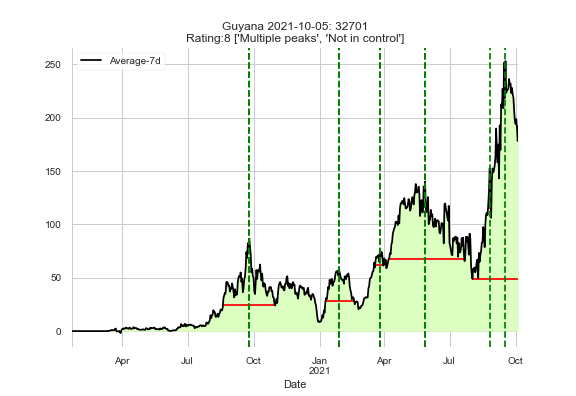 Guyana 2021-10-05: 32701
Rating:8 ['Multiple peaks', 'Not in control']
Average-7d
250
200
150
100
50
0
Apr
Jul
Oct
Jan
2021
Apr
Jul
Oct
Date